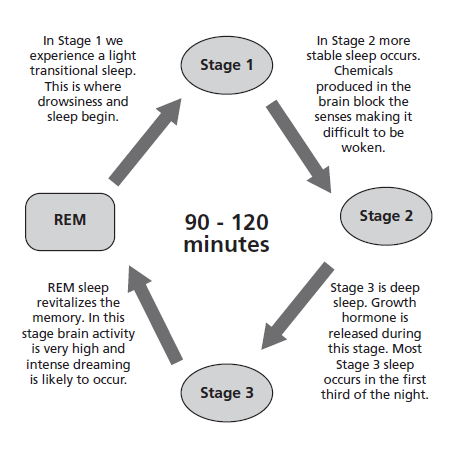 In Stage 1 we
experience a light
transitional sleep.
This is where
drowsiness and
sleep begin.
Stage 1
In Stage 2 more
stable sleep occurs.
Chemicals
produced in the
brain block the
senses making it
difficult to be
woken.
REM
90 - 120
minutes
Stage 2
REM sleep
revitalizes the
memory. In this
stage brain activity
is very high and
intense dreaming
is likely to occur.
Stage 3
Stage 3 is deep
sleep. Growth
hormone is
released during
this stage. Most
Stage 3 sleep
occurs in the first
third of the night.